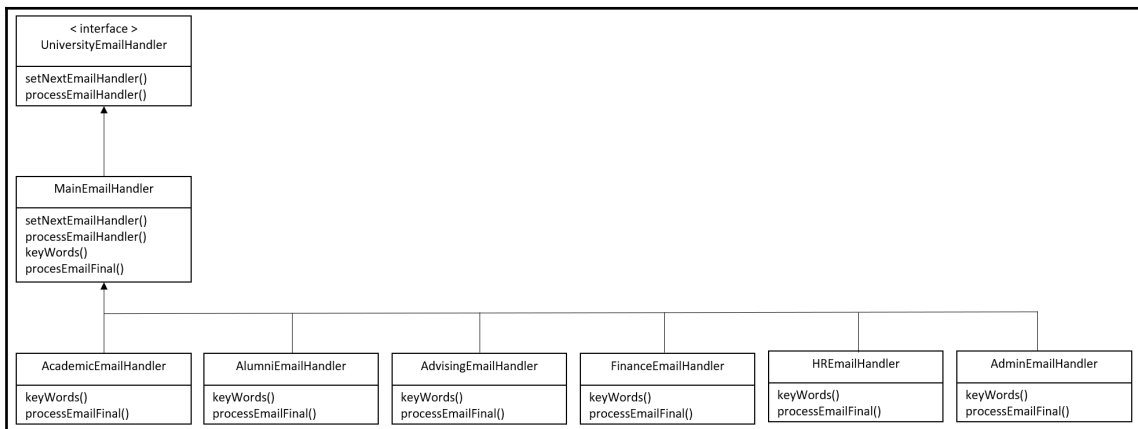 < interface >
UniversityEmailHandler
setNextEmailHandler()
processEmailHandler()
MainEmailHandler
setNextEmailHandler()
processEmailHandler()
keyWords()
procesEmailFinal()
AcademicEmailHandler
keyWords()
processEmailFinal()
AlumniEmailHandler
keyWords()
processEmailFinal()
AdvisingEmailHandler
keyWords()
processEmailFinal()
FinanceEmailHandler
keyWords()
processEmailFinal()
HREmailHandler
keyWords()
processEmailFinal()
AdminEmailHandler
keyWords()
processEmailFinal()